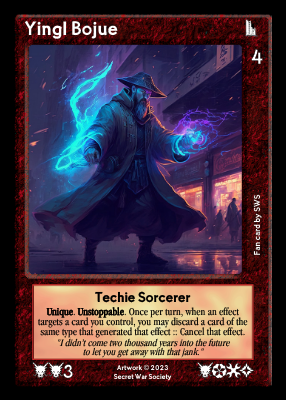 Yingl Bojue
4
Fan card by SWS
Techie Sorcerer
Unique. Unstoppable. Once per turn, when an effect
targets a card you control, you may discard a card of the
same type that generated that effect :: Cancel that effect.
"I didn't come two thousand years into the future
to let you get away with that jank."
3
Artwork © 2023
Secret War Society